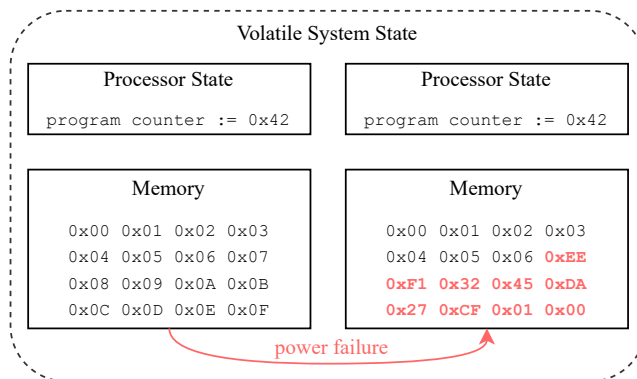 Volatile System State
Processor State
program counter := 0x42
Memory
0x00 0x01 0x02 0x03
0x04 0x05 0x06 0x07
0x08 0x09 0x0A 0x0B
0x0C 0x0D 0x0E 0x0F
Processor State
program counter := 0x42
Memory
0x00 0x01 0x02 0x03
0x04 0x05 0x06 0xEE
0xF1 0x32 0x45 0xDA
0x27 0xCF 0x01 0x00
power failure